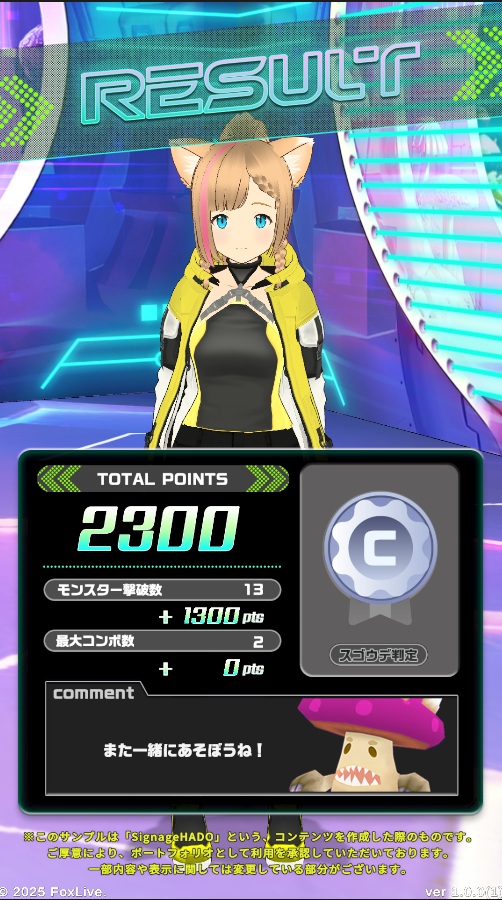 RESULT
TOTAL POINTS
2300
モンスター撃破数 13
+ 1300 pts
最大コンボ数 2
+ 0 pts
C
スゴウデ判定
comment
また一緒にあそぼうね！
※このサンプルは「SignageHADO」という、コンテンツを作成した際のものです。
ご厚意により、ポートフォリオとして利用を承認していただいております。
一部内容や表示に関しては変更している部分がございます。
© 2025 FoxLive.
ver 1.0.0(1)